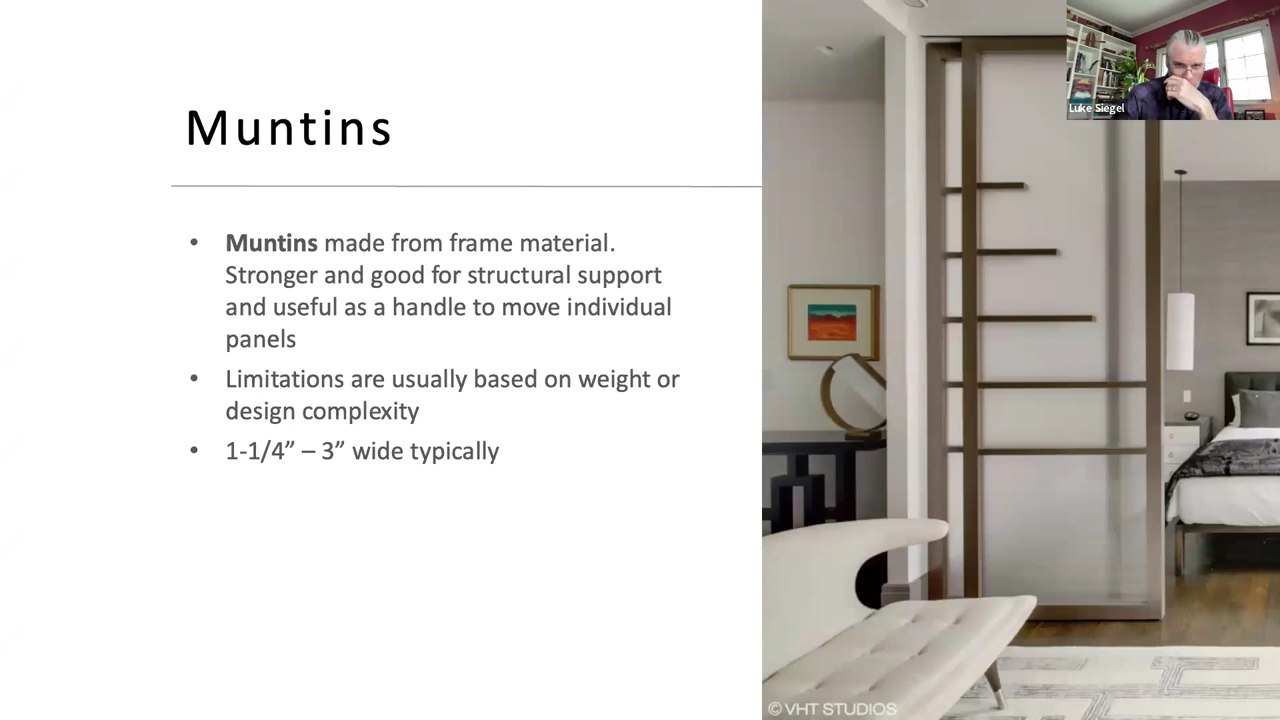 Muntins
• Muntins made from frame material.
Stronger and good for structural support
and useful as a handle to move individual
panels
• Limitations are usually based on weight or
design complexity
• 1-1/4” – 3” wide typically
Luke Siegel
© VHT STUDIOS